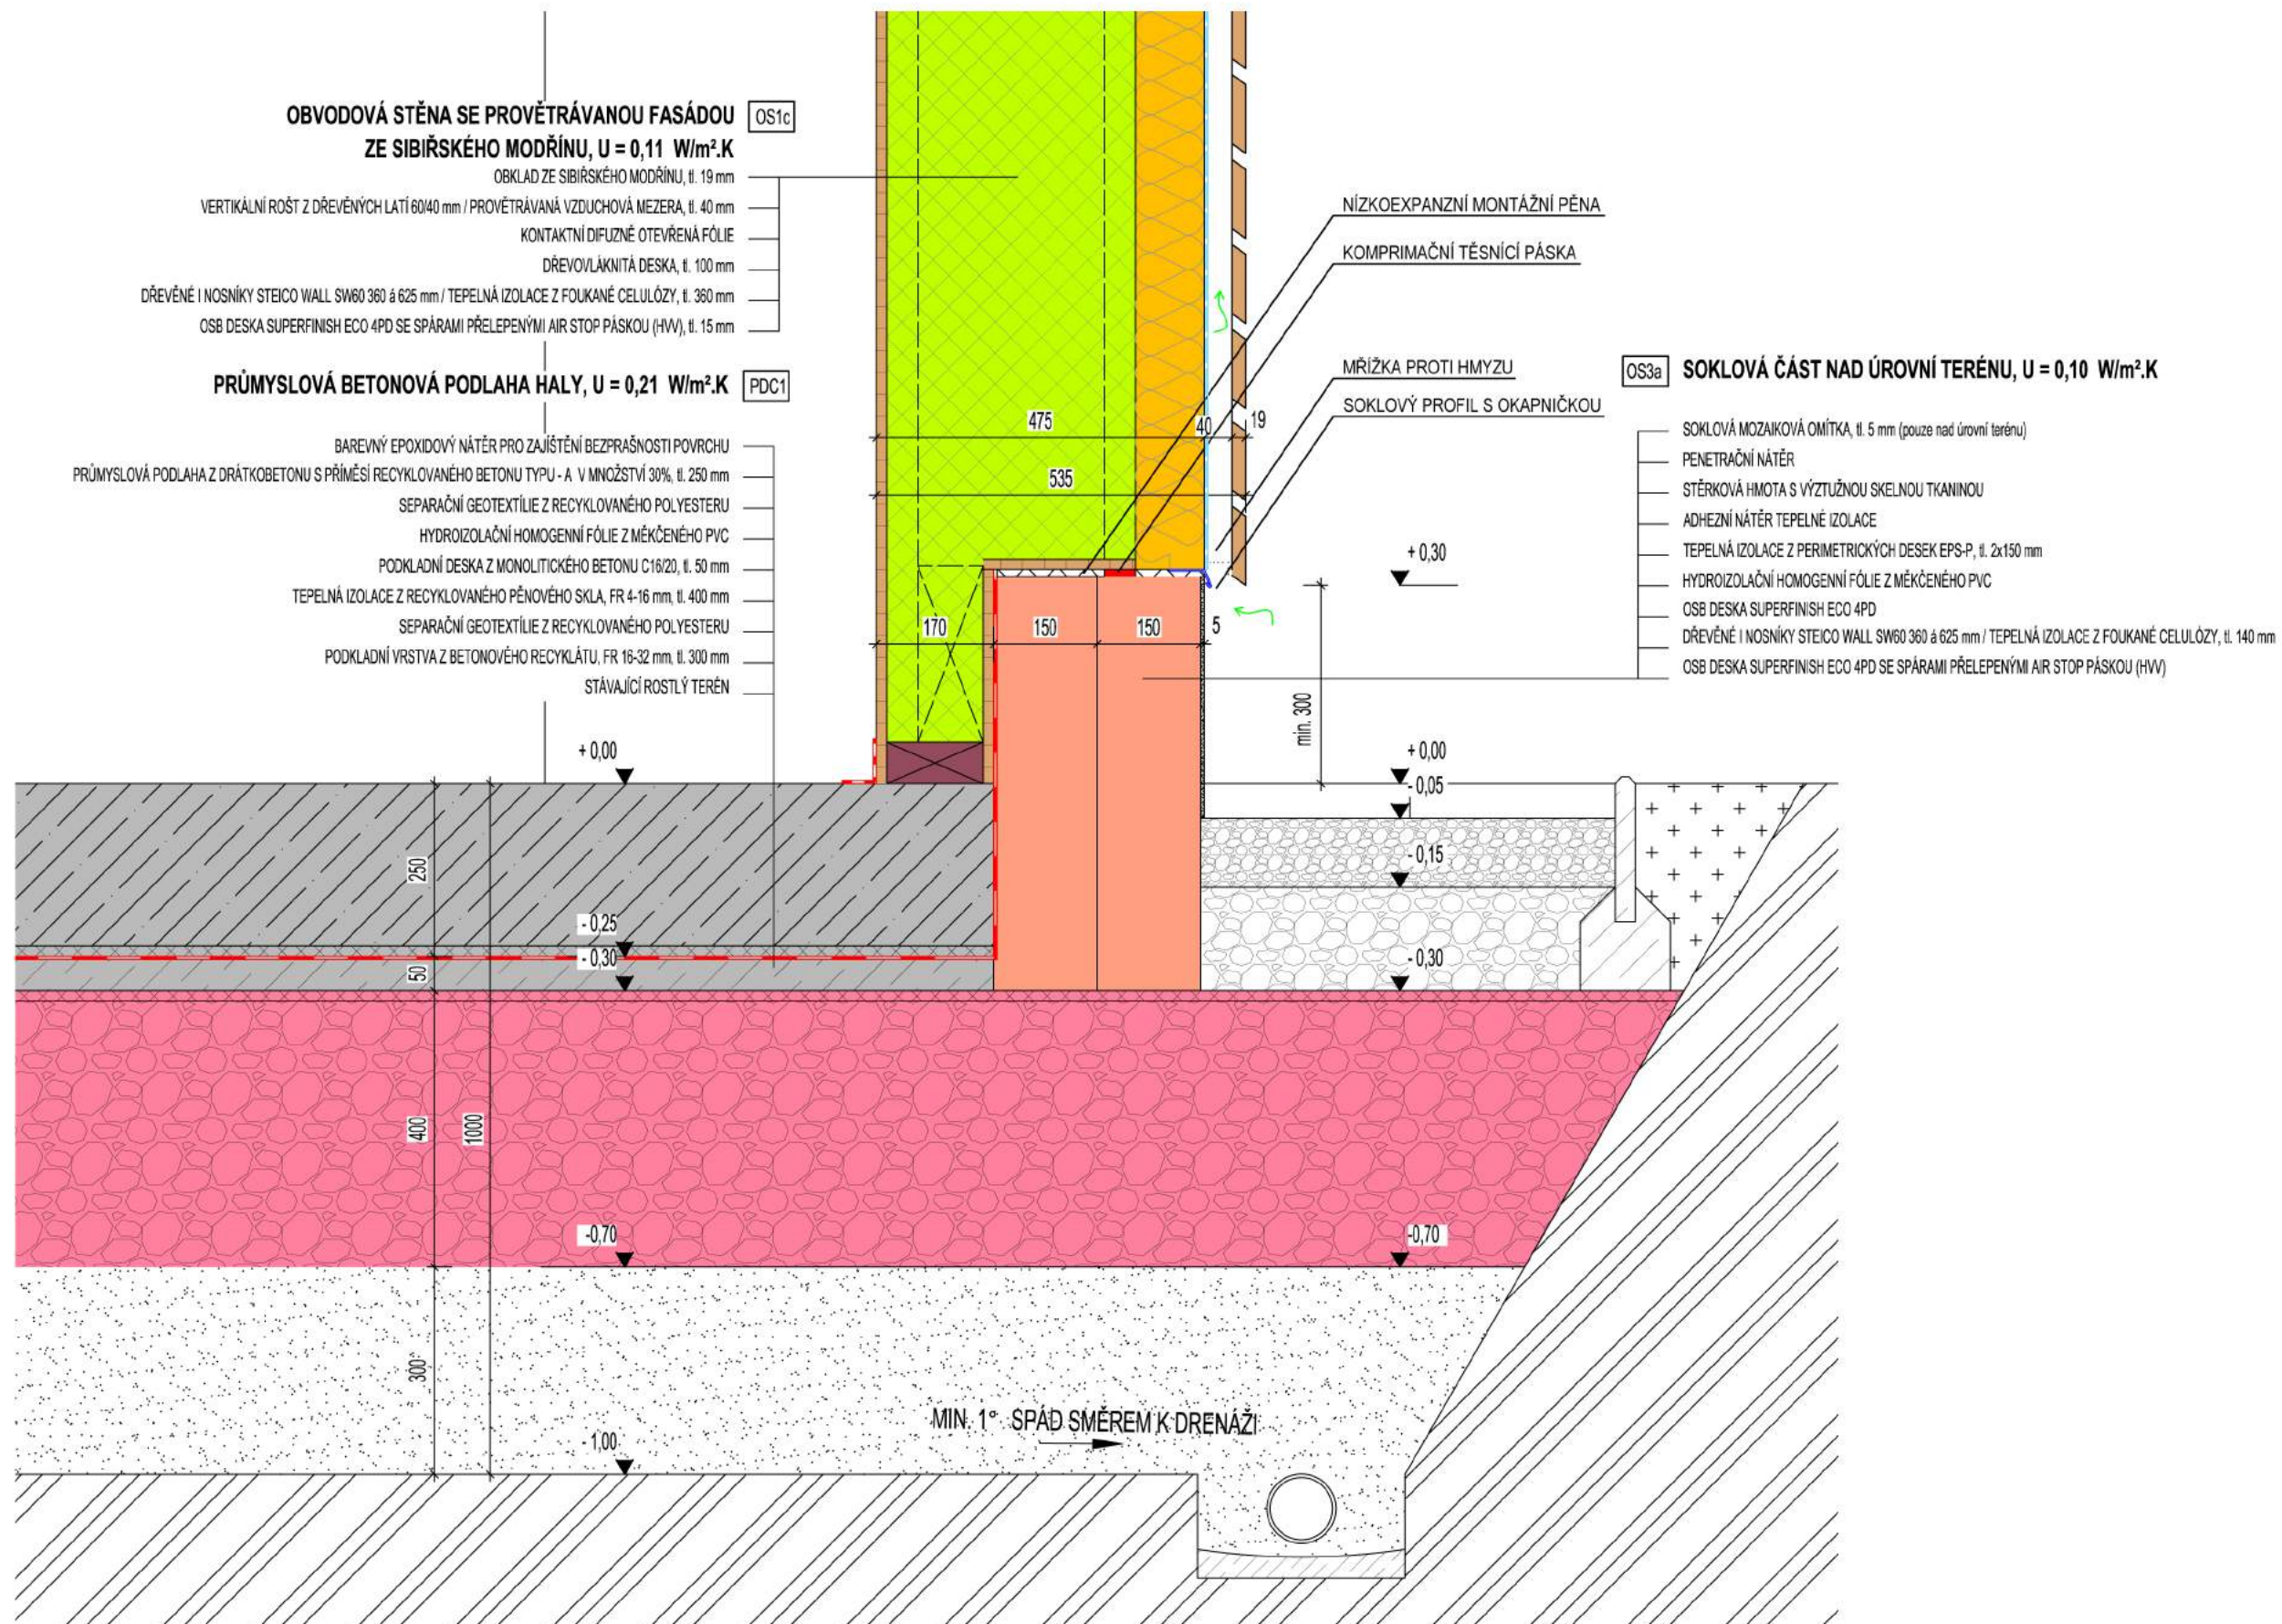 OBVODOVÁ STĚNA SE PROVĚTRÁVANOU FASÁDOU OS1c
ZE SIBIŘSKÉHO MODŘÍNU, U = 0,11 W/m².K
OBKLAD ZE SIBIŘSKÉHO MODŘÍNU, tl. 19 mm
VERTIKÁLNÍ ROŠT Z DŘEVĚNÝCH LATÍ 60/40 mm / PROVĚTRÁVANÁ VZDUCHOVÁ MEZERA, tl. 40 mm
KONTAKTNÍ DIFUZNĚ OTEVŘENÁ FÓLIE
DŘEVOVLÁKNITÁ DESKA, tl. 100 mm
DŘEVĚNÉ I NOSNÍKY STEICO WALL SW60 360 á 625 mm / TEPELNÁ IZOLACE Z FOUKANÉ CELULÓZY, tl. 360 mm
OSB DESKA SUPERFINISH ECO 4PD SE SPÁRAMI PŘELEPENÝMI AIR STOP PÁSKOU (HVV), tl. 15 mm
PRŮMYSLOVÁ BETONOVÁ PODLAHA HALY, U = 0,21 W/m².K PDC1
BAREVNÝ EPOXIDOVÝ NÁTĚR PRO ZAJÍŠTĚNÍ BEZPRAŠNOSTI POVRCHU
PRŮMYSLOVÁ PODLAHA Z DRÁTKOBETONU S PŘÍMĚSÍ RECYKLOVANÉHO BETONU TYPU - A V MNOŽSTVÍ 30%, tl. 250 mm
SEPARAČNÍ GEOTEXTÍLIE Z RECYKLOVANÉHO POLYESTERU
HYDROIZOLAČNÍ HOMOGENNÍ FÓLIE Z MĚKČENÉHO PVC
PODKLADNÍ DESKA Z MONOLITICKÉHO BETONU C16/20, tl. 50 mm
TEPELNÁ IZOLACE Z RECYKLOVANÉHO PĚNOVÉHO SKLA, FR 4-16 mm, tl. 400 mm
SEPARAČNÍ GEOTEXTÍLIE Z RECYKLOVANÉHO POLYESTERU
PODKLADNÍ VRSTVA Z BETONOVÉHO RECYKLÁTU, FR 16-32 mm, tl. 300 mm
STÁVAJÍCÍ ROSTLÝ TERÉN
NÍZKOEXPANZNÍ MONTÁŽNÍ PĚNA
KOMPRIMAČNÍ TĚSNÍCÍ PÁSKA
MŘÍŽKA PROTI HMYZU
SOKLOVÝ PROFIL S OKAPNIČKOU
OS3a SOKLOVÁ ČÁST NAD ÚROVNÍ TERÉNU, U = 0,10 W/m².K
SOKLOVÁ MOZAIKOVÁ OMÍTKA, tl. 5 mm (pouze nad úrovní terénu)
PENETRAČNÍ NÁTĚR
STĚRKOVÁ HMOTA S VÝZTUŽNOU SKELNOU TKANINOU
ADHEZNÍ NÁTĚR TEPELNÉ IZOLACE
TEPELNÁ IZOLACE Z PERIMETRICKÝCH DESEK EPS-P, tl. 2x150 mm
HYDROIZOLAČNÍ HOMOGENNÍ FÓLIE Z MĚKČENÉHO PVC
OSB DESKA SUPERFINISH ECO 4PD
DŘEVĚNÉ I NOSNÍKY STEICO WALL SW60 360 á 625 mm / TEPELNÁ IZOLACE Z FOUKANÉ CELULÓZY, tl. 140 mm
OSB DESKA SUPERFINISH ECO 4PD SE SPÁRAMI PŘELEPENÝMI AIR STOP PÁSKOU (HVV)
475 40 19
535
+ 0,30
170 150 150 5
min. 300
+ 0,00
+ 0,00
- 0,05
250
- 0,15
- 0,25
50
- 0,30
- 0,30
400
1000
-0,70
-0,70
300
MIN. 1° SPÁD SMĚREM K DRENÁŽI
- 1,00